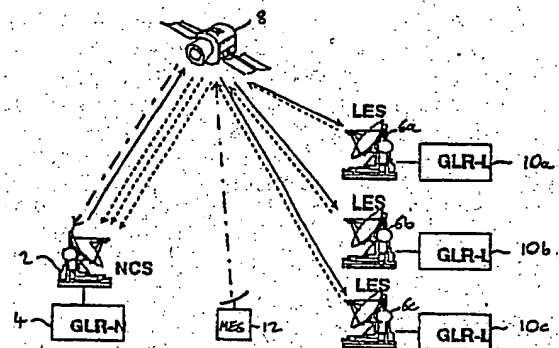 8
LES
6a
GLR-L
10a
LES
6b
GLR-L
10b
2
NCS
LES
6c
4
GLR-N
MES
12
GLR-L
10c